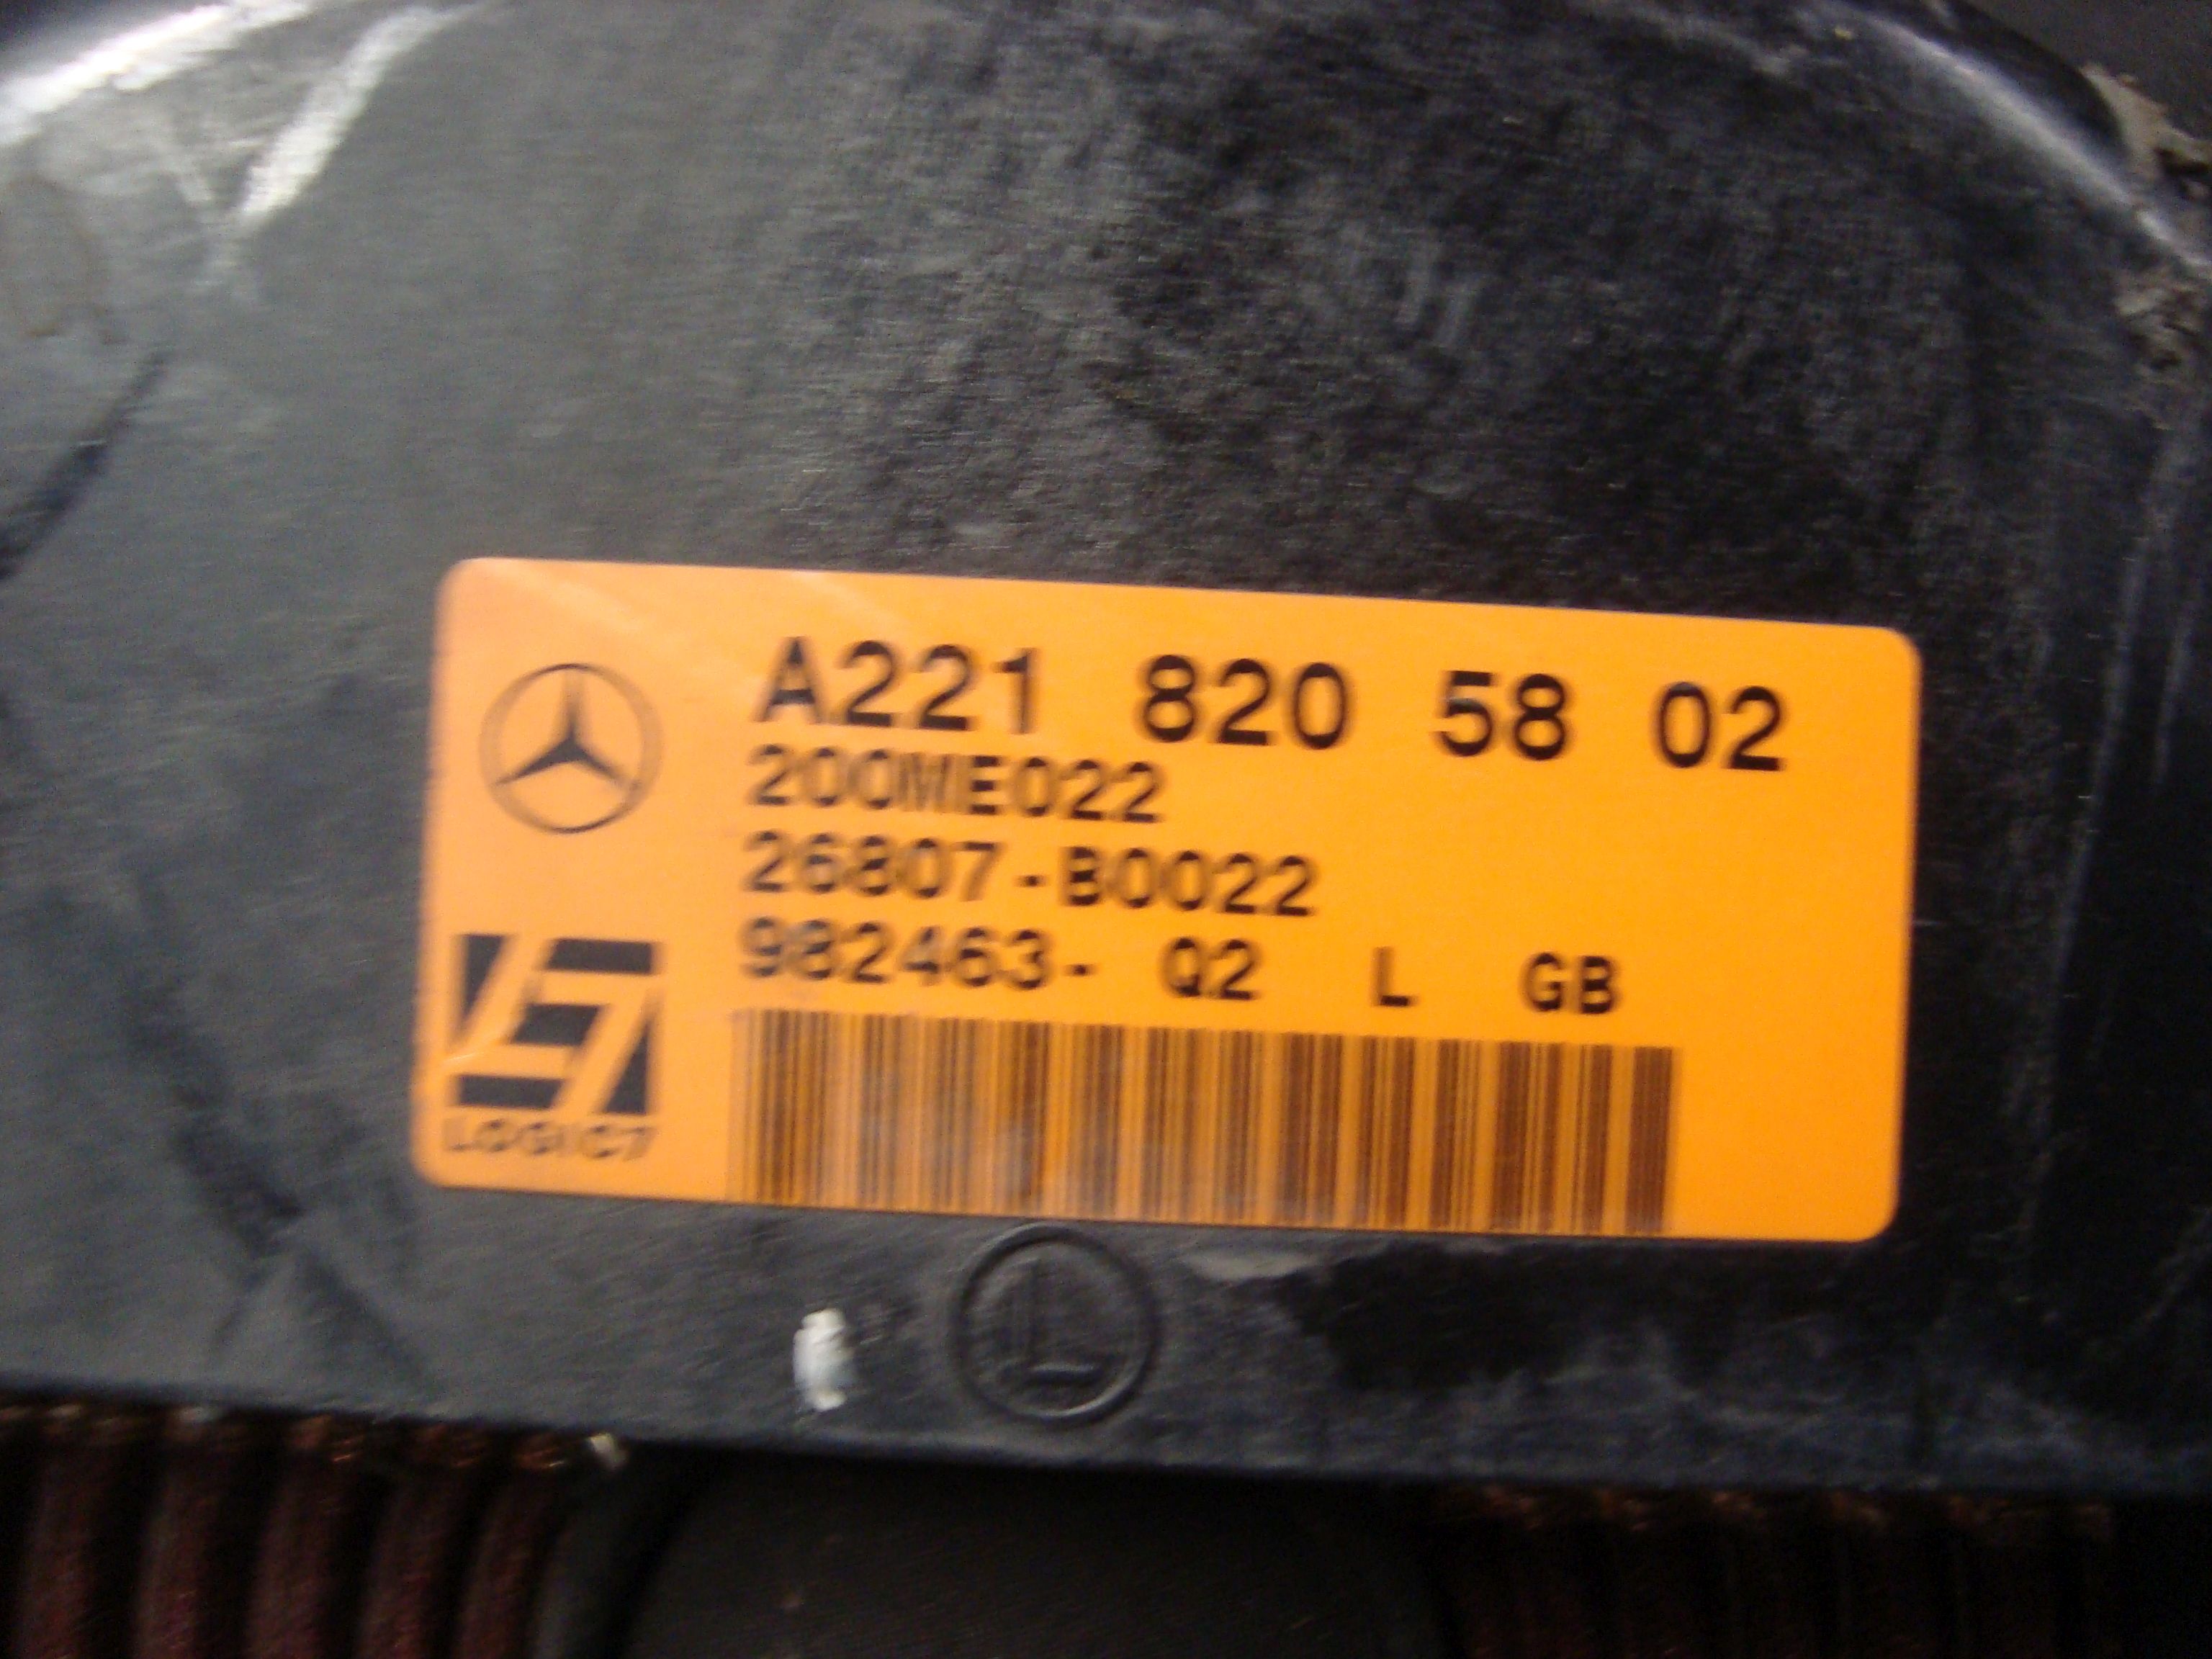 A221 820 58 02
200ME022
26807-B0022
982463- Q2 L GB
LOGIC7
L